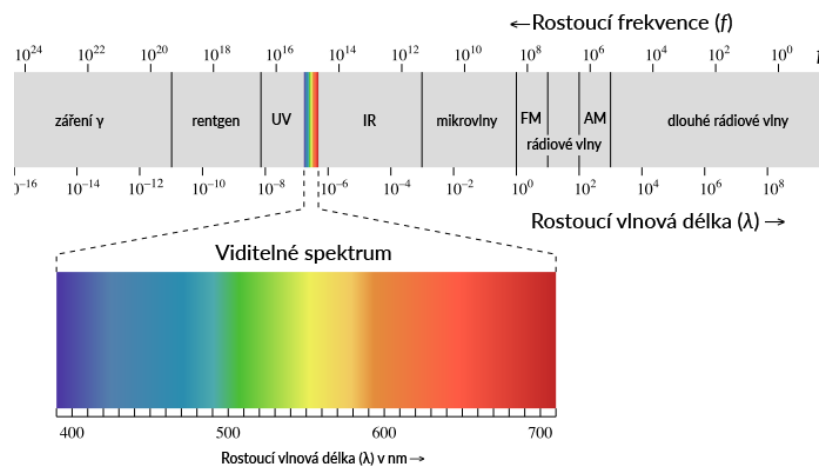 ←Rostoucí frekvence (f)
10²⁴ 10²² 10²⁰ 10¹⁸ 10¹⁶ 10¹⁴ 10¹² 10¹⁰ 10⁸ 10⁶ 10⁴ 10² 10⁰
záření γ rentgen UV IR mikrovlny FM AM dlouhé rádiové vlny
rádiové vlny
10⁻¹⁶ 10⁻¹⁴ 10⁻¹² 10⁻¹⁰ 10⁻⁸ 10⁻⁶ 10⁻⁴ 10⁻² 10⁰ 10² 10⁴ 10⁶ 10⁸
Rostoucí vlnová délka (λ) →
Viditelné spektrum
400 500 600 700
Rostoucí vlnová délka (λ) v nm →